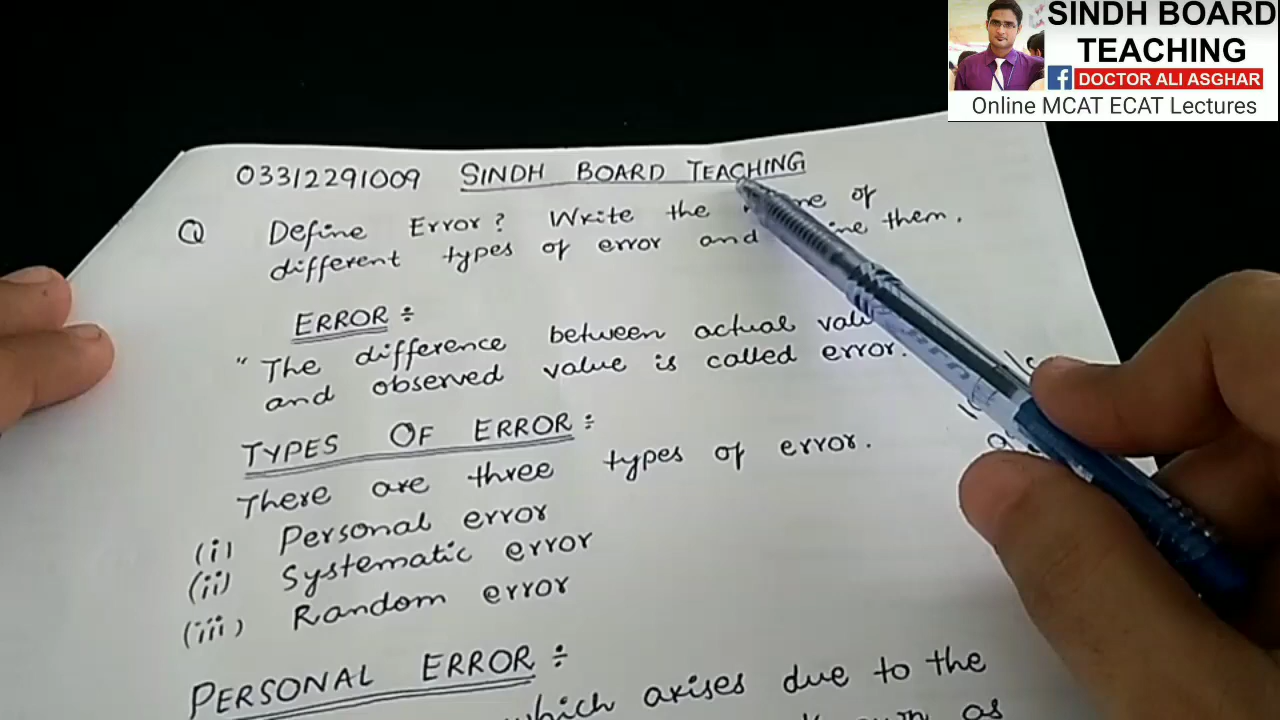 SINDH BOARD
TEACHING
f DOCTOR ALI ASGHAR
Online MCAT ECAT Lectures
03312291009 SINDH BOARD TEACHING
Q Define Error? Write the of
different types of error and them.
ERROR:
"The difference between actual
and observed value is called error.
TYPES OF ERROR:
There are three types of error.
(i) Personal error
(ii) Systematic error
(iii) Random error
PERSONAL ERROR:
which arises due to the
as